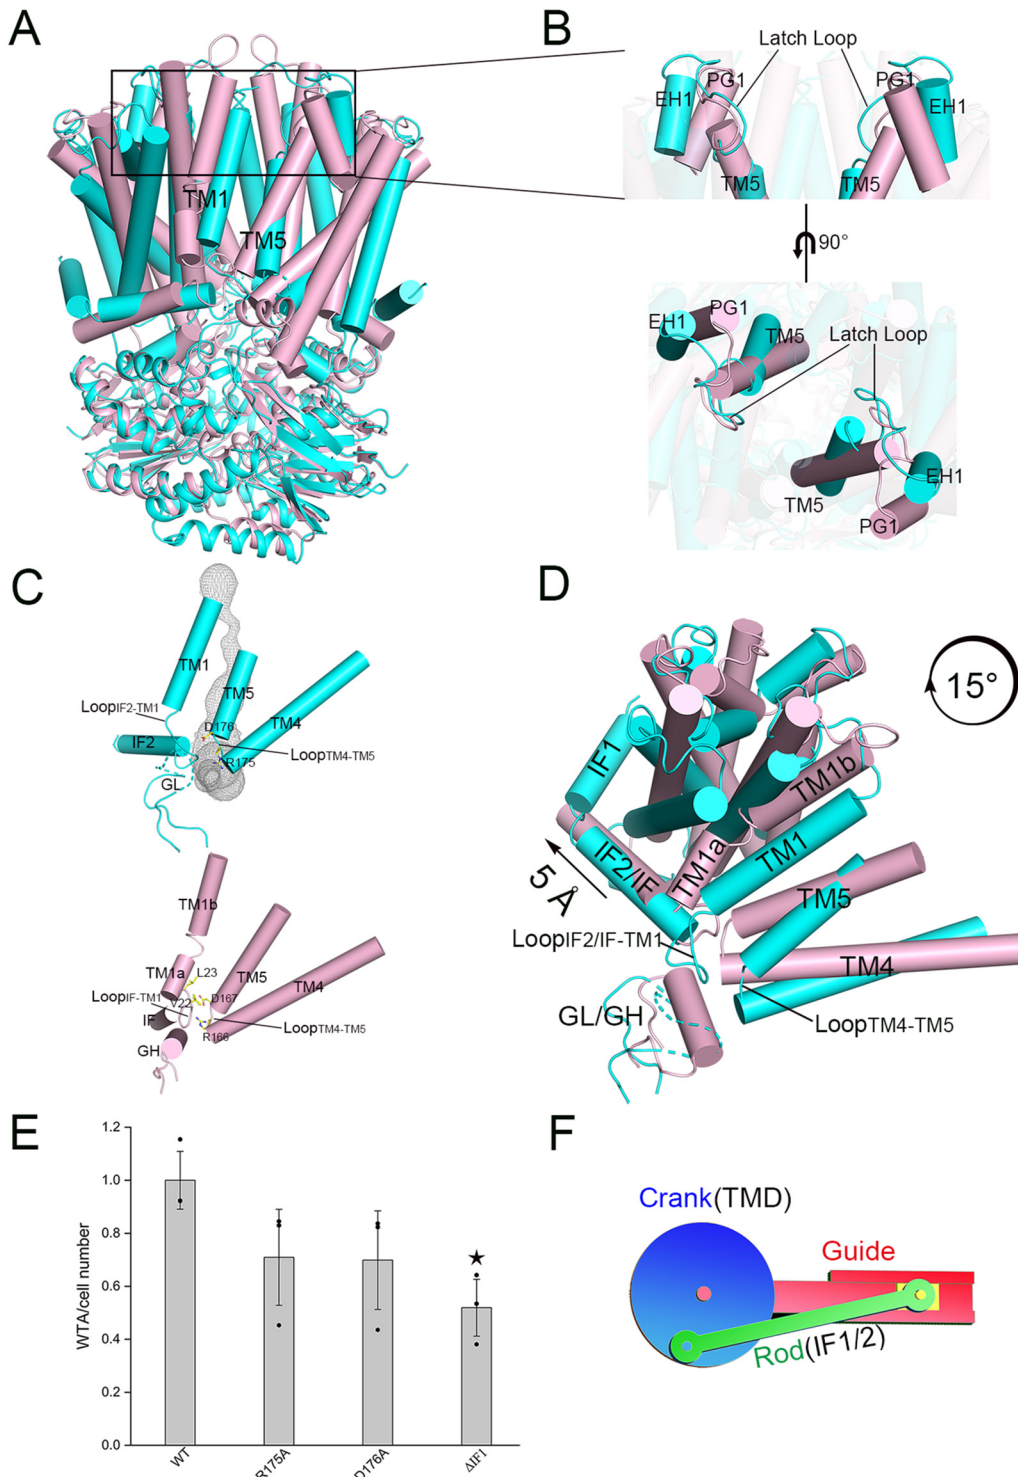 A
TM1
TM5
B
Latch Loop
PG1
PG1
EH1
EH1
TM5
TM5
90°
EH1
PG1
TM5
Latch Loop
TM5
EH1
PG1
C
TM1
TM5
TM4
LoopIF2-TM1
D176
IF2
LoopTM4-TM5
R175
GL
TM1b
TM1a
L23
TM5
TM4
LoopIF-TM1
V22
D167
IF
LoopTM4-TM5
R166
GH
D
15°
IF1
TM1b
TM1a
TM1
IF2/IF
5 Å
TM5
LoopIF2/IF-TM1
TM4
GL/GH
LoopTM4-TM5
E
WTA/cell number
1.2
1.0
0.8
0.6
0.4
0.2
0.0
★
WT
R175A
D176A
ΔIF1
F
Crank(TMD)
Guide
Rod(IF1/2)